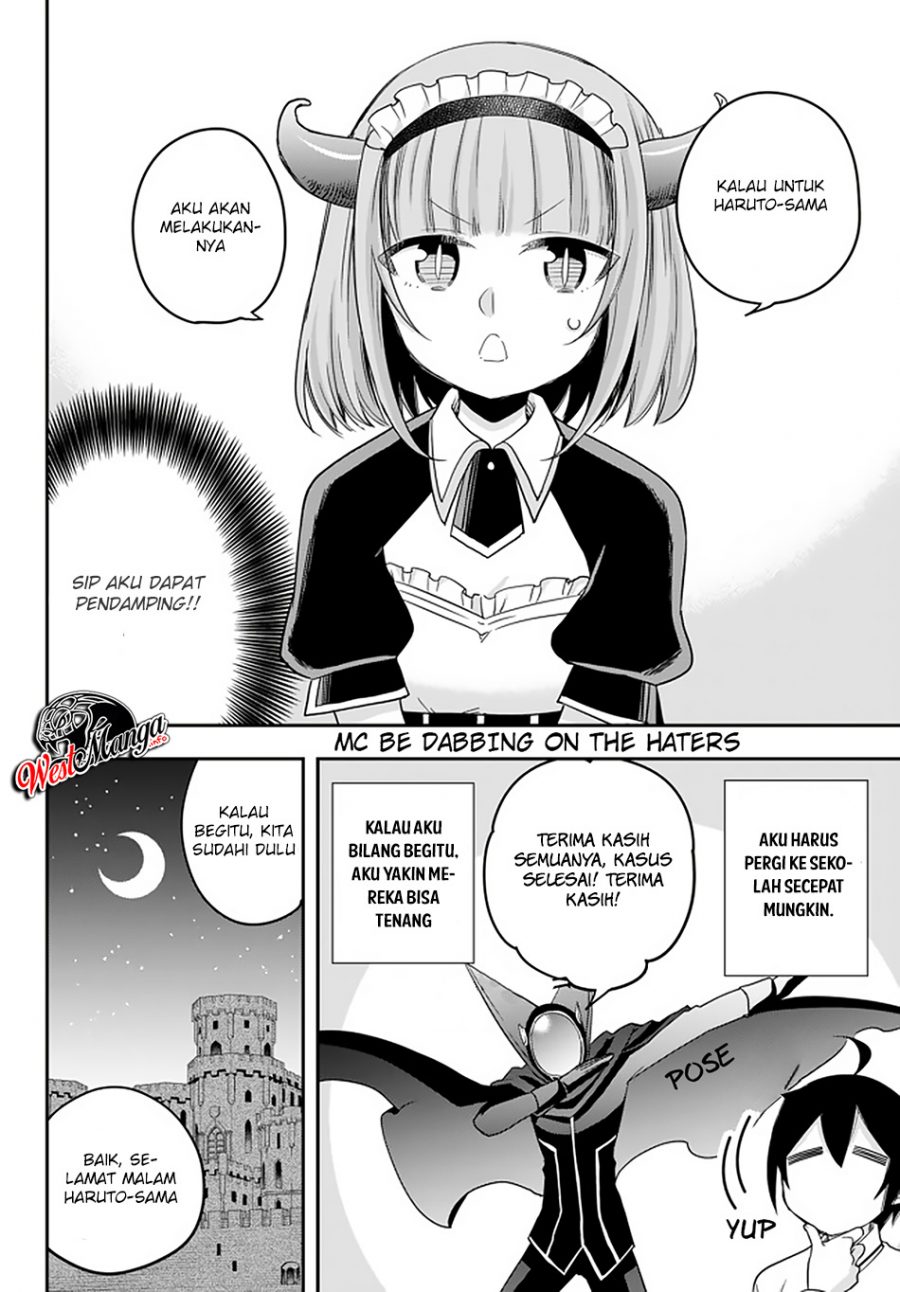 KALAU UNTUK
HARUTO-SAMA
AKU AKAN
MELAKUKAN-
NYA
SIP AKU DAPAT
PENDAMPING!!
WestManga
.info
MC BE DABBING ON THE HATERS
AKU HARUS
PERGI KE SEKO-
LAH SECEPAT
MUNGKIN.
TERIMA KASIH
SEMUANYA, KASUS
SELESAI! TERIMA
KASIH!
KALAU AKU
BILANG BEGITU,
AKU YAKIN ME-
REKA BISA
TENANG
POSE
YUP
KALAU
BEGITU, KITA
SUDAHI DULU
BAIK, SE-
LAMAT MALAM
HARUTO-SAMA